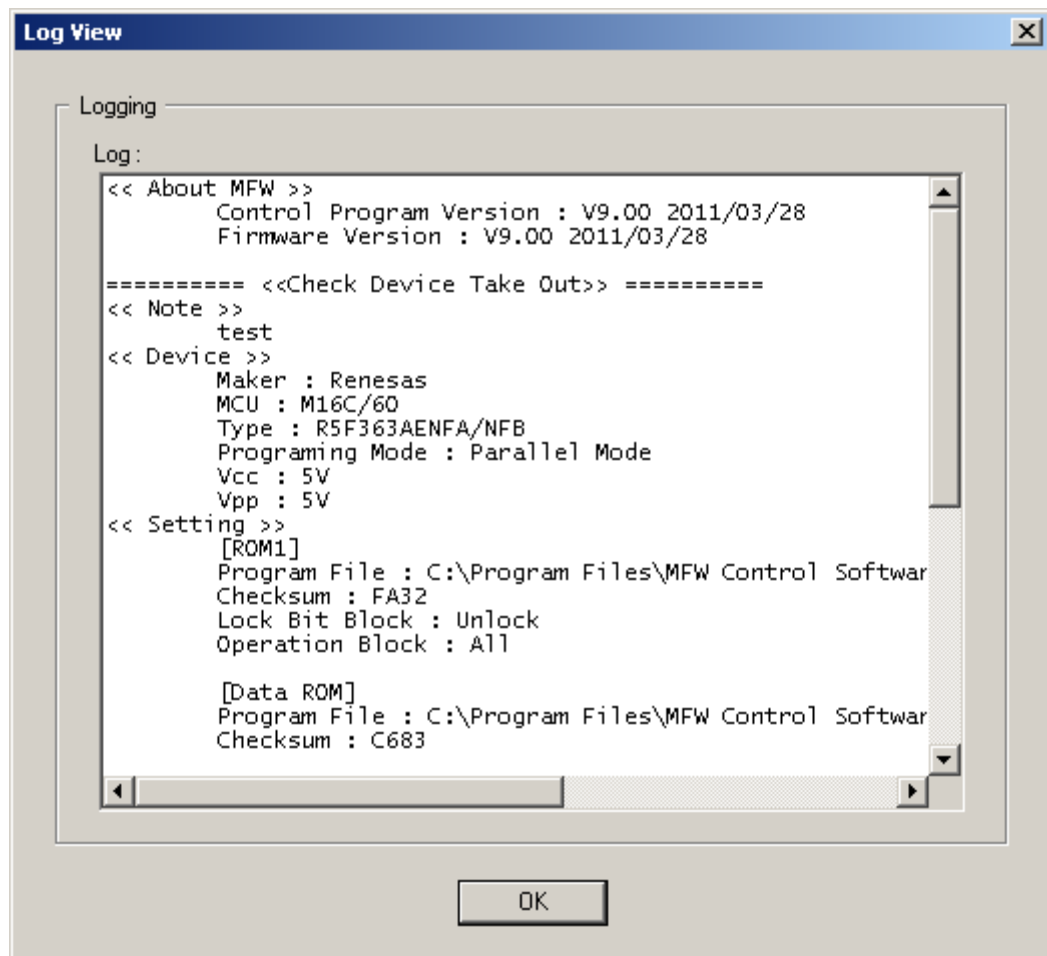 Log View
Logging
Log :
<< About MFW >>
Control Program Version : V9.00 2011/03/28
Firmware Version : V9.00 2011/03/28
========== <<Check Device Take Out>> ==========
<< Note >>
test
<< Device >>
Maker : Renesas
MCU : M16C/60
Type : R5F363AENFA/NFB
Programing Mode : Parallel Mode
Vcc : 5V
Vpp : 5V
<< Setting >>
[ROM1]
Program File : C:\Program Files\MFW Control Softwar
Checksum : FA32
Lock Bit Block : Unlock
Operation Block : All
[Data ROM]
Program File : C:\Program Files\MFW Control Softwar
Checksum : C683
OK